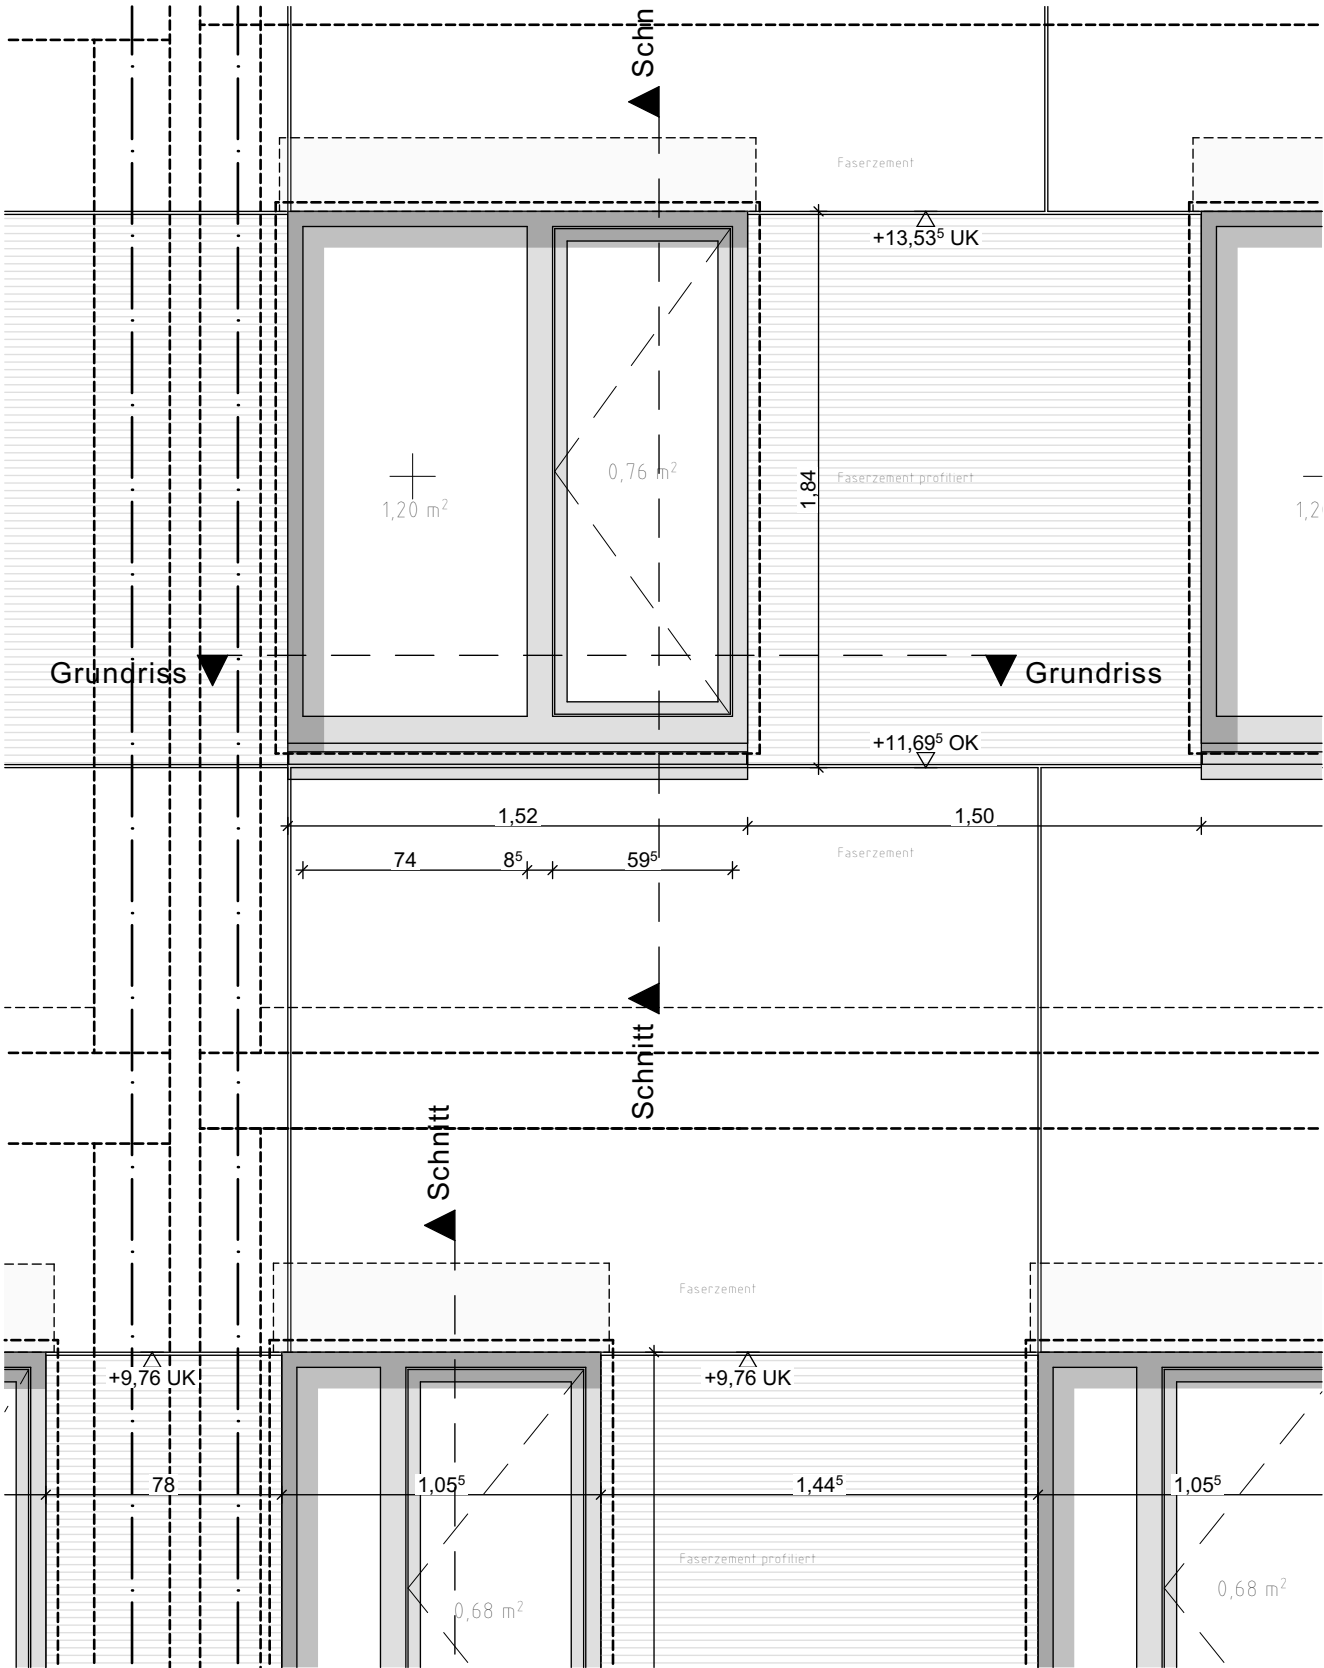 Schn
Faserzement
+13,53⁵ UK
0,76 m²
1,84
Faserzement profiliert
1,20 m²
1,2
Grundriss
Grundriss
+11,69⁵ OK
1,52
1,50
Faserzement
74
8⁵
59⁵
Schnitt
Schnitt
Faserzement
+9,76 UK
+9,76 UK
78
1,05⁵
1,44⁵
1,05⁵
Faserzement profiliert
0,68 m²
0,68 m²